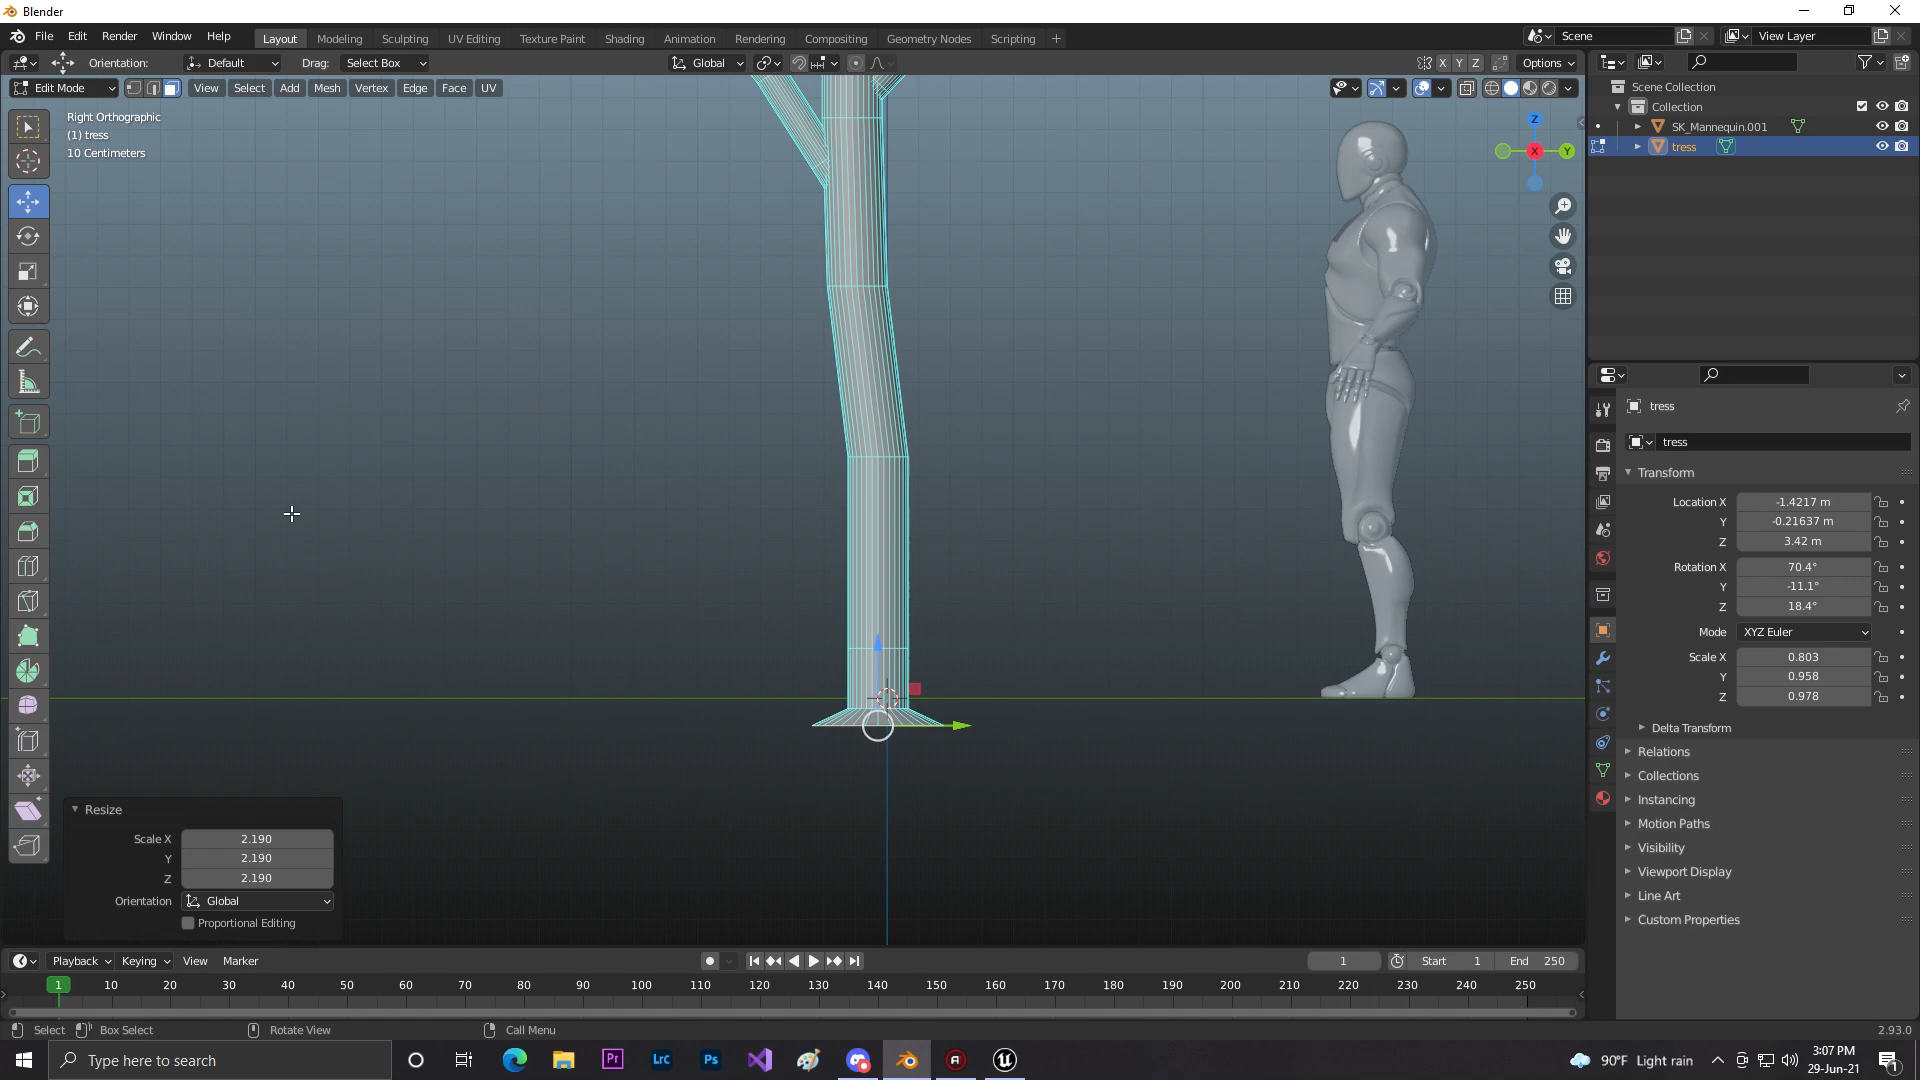 Blender
File Edit Render Window Help Layout Modeling Sculpting UV Editing Texture Paint Shading Animation Rendering Compositing Geometry Nodes Scripting + Scene View Layer
Orientation: Default Drag: Select Box Global X Y Z Options
Edit Mode View Select Add Mesh Vertex Edge Face UV
Right Orthographic
(1) tress
10 Centimeters
Z
X
Y
Scene Collection
Collection
SK_Mannequin.001
tress
tress
tress
Transform
Location X -1.4217 m
Y -0.21637 m
Z 3.42 m
Rotation X 70.4°
Y -11.1°
Z 18.4°
Mode XYZ Euler
Scale X 0.803
Y 0.958
Z 0.978
Delta Transform
Relations
Collections
Instancing
Motion Paths
Visibility
Viewport Display
Line Art
Custom Properties
Resize
Scale X 2.190
Y 2.190
Z 2.190
Orientation Global
Proportional Editing
Playback Keying View Marker 1 Start 1 End 250
1 10 20 30 40 50 60 70 80 90 100 110 120 130 140 150 160 170 180 190 200 210 220 230 240 250
Select Box Select Rotate View Call Menu 2.93.0
Type here to search Pr Lrc Ps 90°F Light rain 3:07 PM
29-Jun-21 1